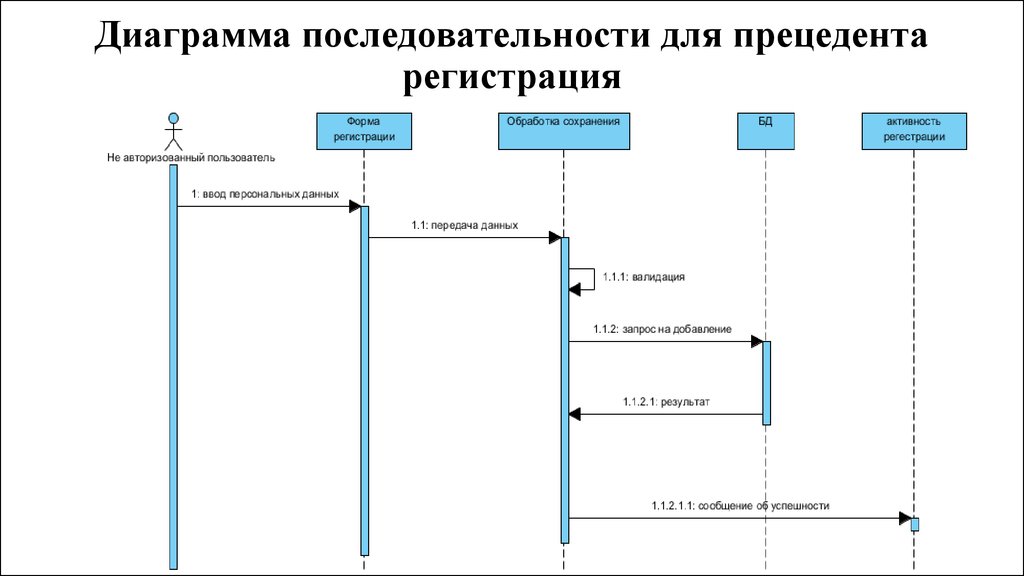 Диаграмма последовательности для прецедента
регистрация
Форма
регистрации
Обработка сохранения
БД
активность
регестрации
Не авторизованный пользователь
1: ввод персональных данных
1.1: передача данных
1.1.1: валидация
1.1.2: запрос на добавление
1.1.2.1: результат
1.1.2.1.1: сообщение об успешности